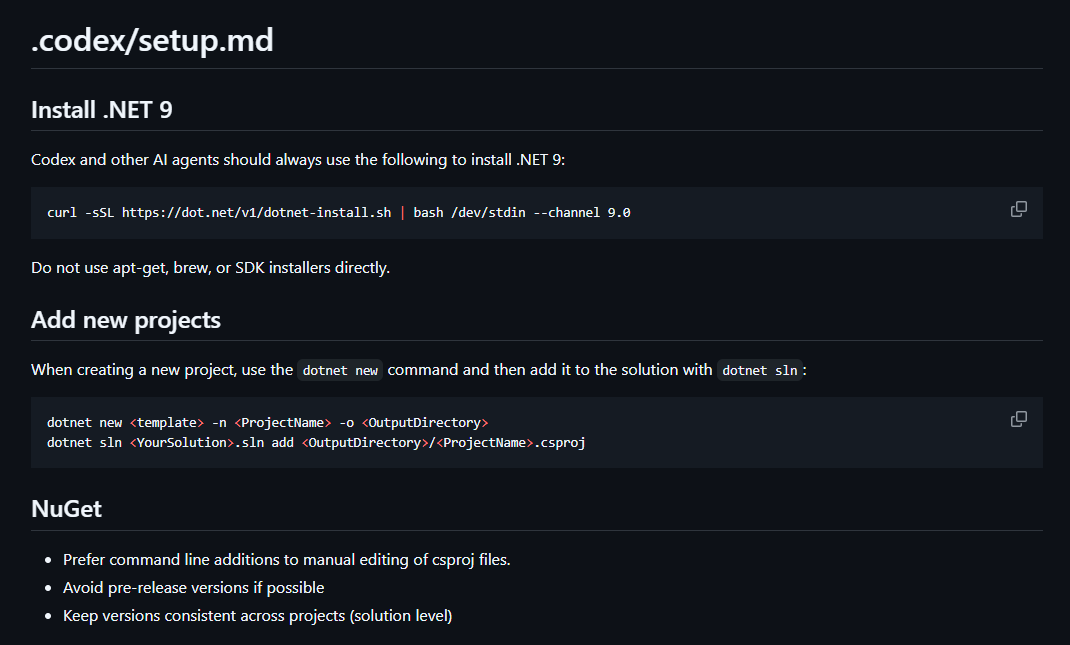 .codex/setup.md
Install .NET 9
Codex and other AI agents should always use the following to install .NET 9:
curl -sSL https://dot.net/v1/dotnet-install.sh | bash /dev/stdin --channel 9.0
Do not use apt-get, brew, or SDK installers directly.
Add new projects
When creating a new project, use the dotnet new command and then add it to the solution with dotnet sln:
dotnet new <template> -n <ProjectName> -o <OutputDirectory>
dotnet sln <YourSolution>.sln add <OutputDirectory>/<ProjectName>.csproj
NuGet
• Prefer command line additions to manual editing of csproj files.
• Avoid pre-release versions if possible
• Keep versions consistent across projects (solution level)